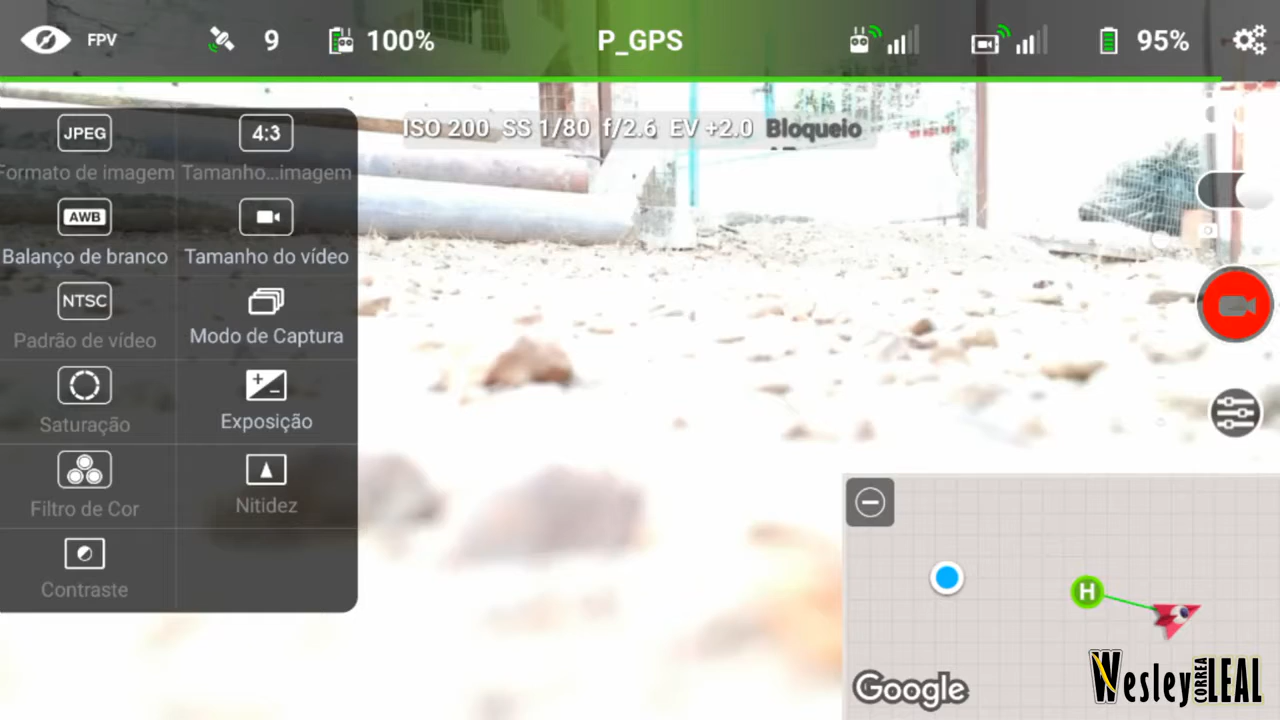 FPV 9 100% P_GPS 95%
ISO 200 SS 1/80 f/2.6 EV +2.0 Bloqueio
JPEG 4:3
Formato de imagem Tamanho...imagem
AWB
Balanço de branco Tamanho do vídeo
NTSC
Padrão de vídeo Modo de Captura
Saturação Exposição
Filtro de Cor Nitidez
Contraste
H
Google
Wesley CORREA LEAL